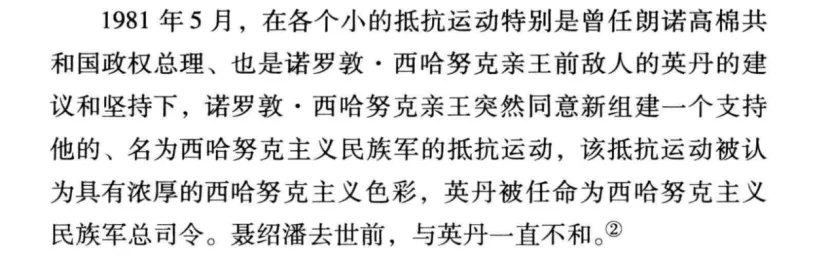 1981 年 5 月，在各个小的抵抗运动特别是曾任朗诺高棉共
和国政权总理、也是诺罗敦·西哈努克亲王前敌人的英丹的建
议和坚持下，诺罗敦·西哈努克亲王突然同意新组建一个支持
他的、名为西哈努克主义民族军的抵抗运动，该抵抗运动被认
为具有浓厚的西哈努克主义色彩，英丹被任命为西哈努克主义
民族军总司令。聂绍潘去世前，与英丹一直不和。②